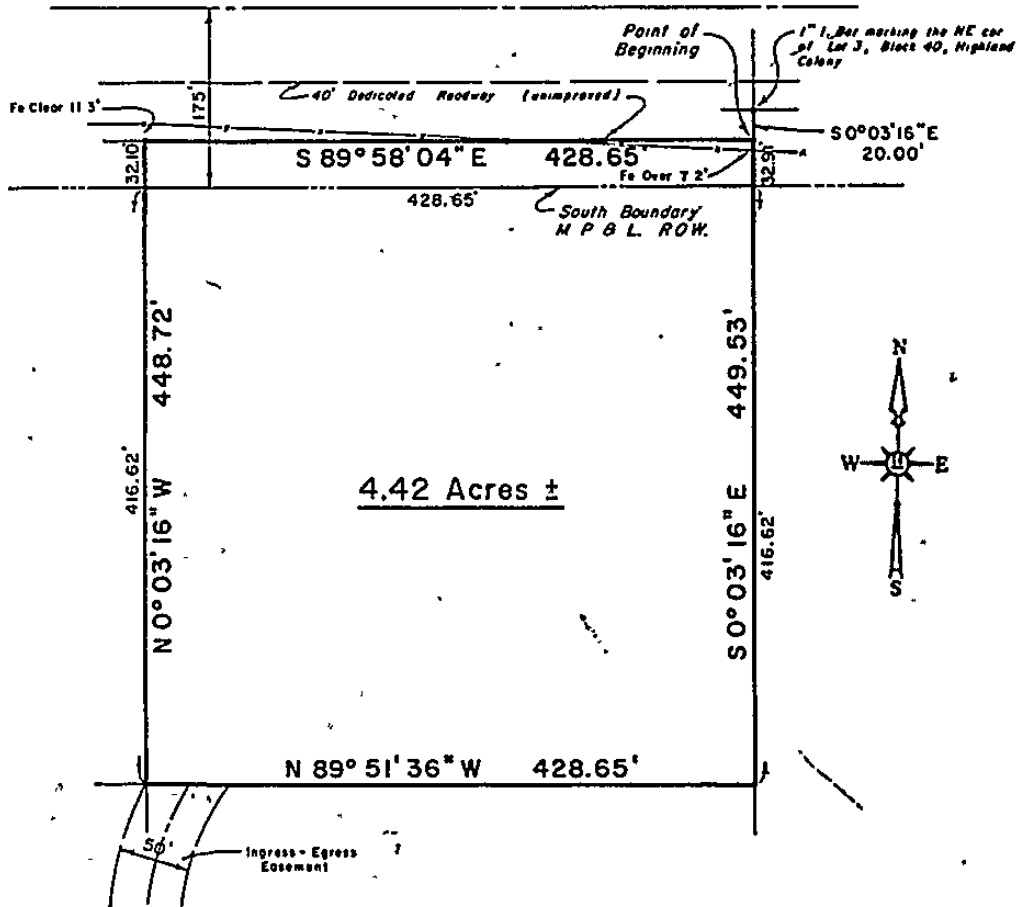 Point of
Beginning
1" I. Bar marking the NE cor
of Lot 3, Block 40, Highland
Colony
40' Dedicated Roadway (unimproved)
Fe Clear 11 3'
175'
S 0°03'16" E
20.00'
32.10'
S 89°58'04" E 428.65'
32.91'
Fe Over 7 2'
428.65'
South Boundary
M P & L. ROW.
N 0°03'16" W 448.72'
416.62'
S 0°03'16" E 449.53'
416.62'
4.42 Acres ±
N
W
E
S
N 89°51'36" W 428.65'
50'
Ingress - Egress
Easement